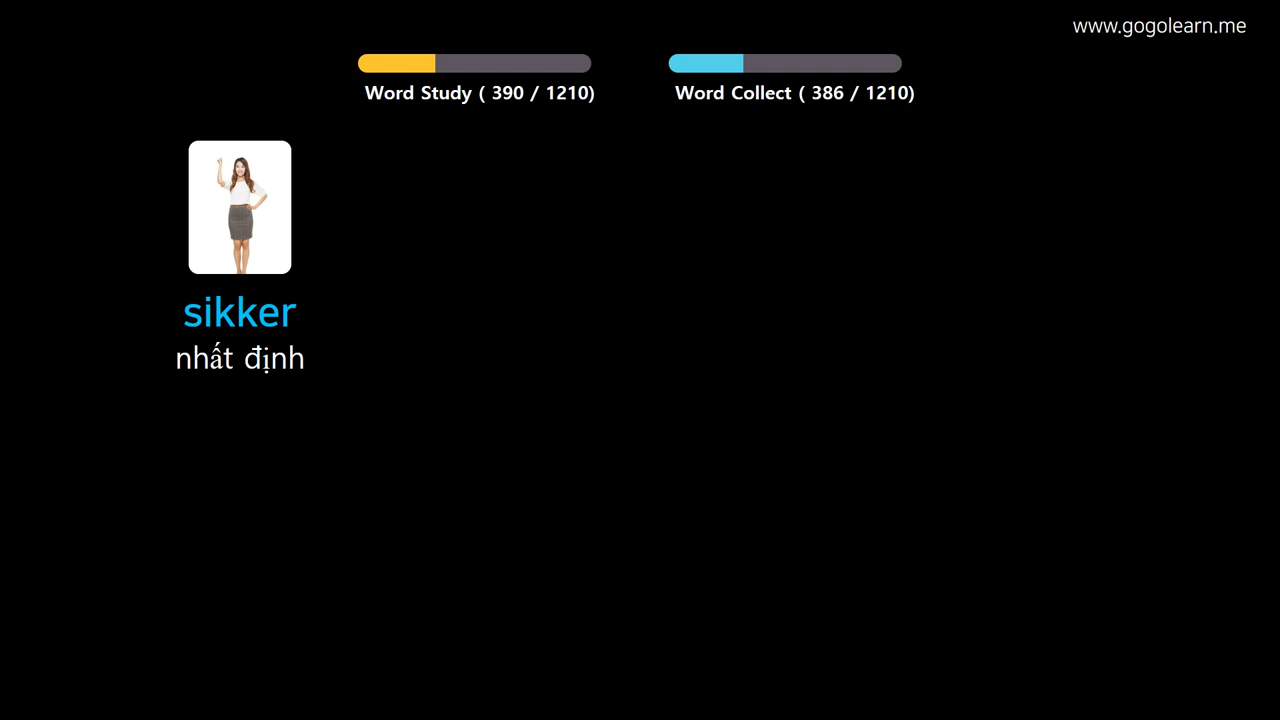 www.gogolearn.me
Word Study ( 390 / 1210)
Word Collect ( 386 / 1210)
sikker
nhất định